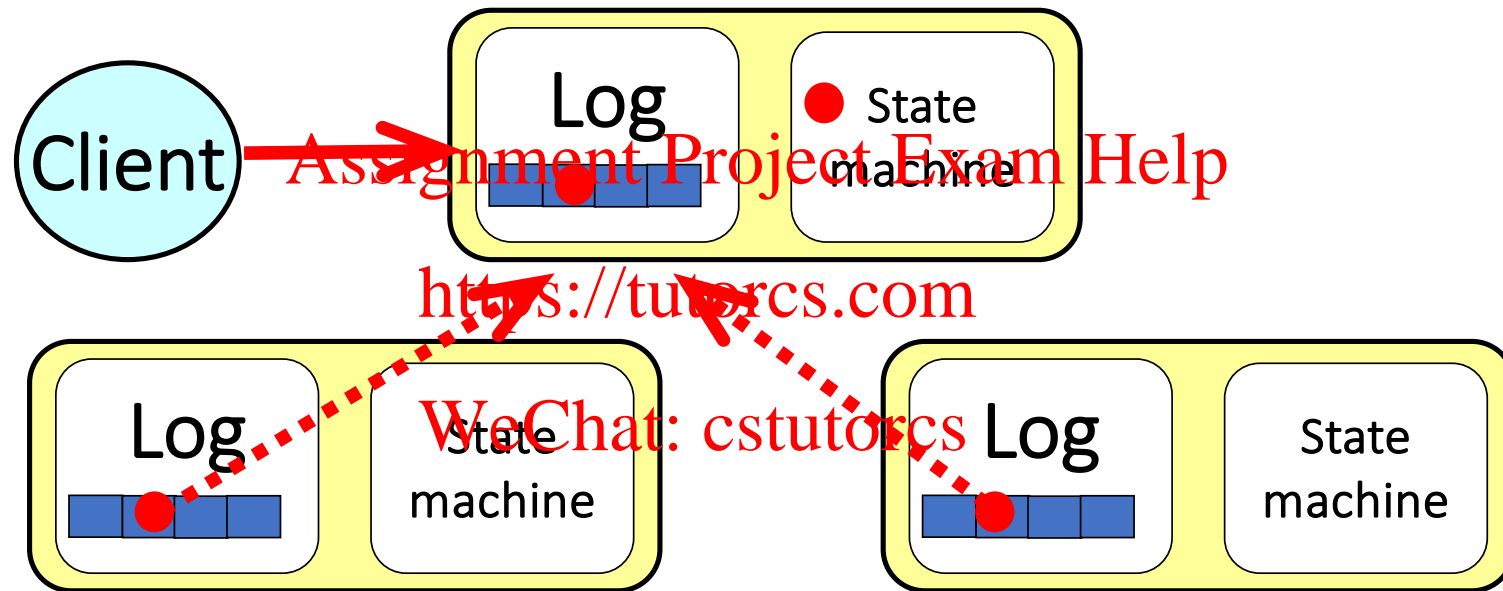 Log
State
machine
Client
Assignment Project Exam Help
https://tutorcs.com
Log
State
machine
WeChat: cstutorcs
Log
State
machine